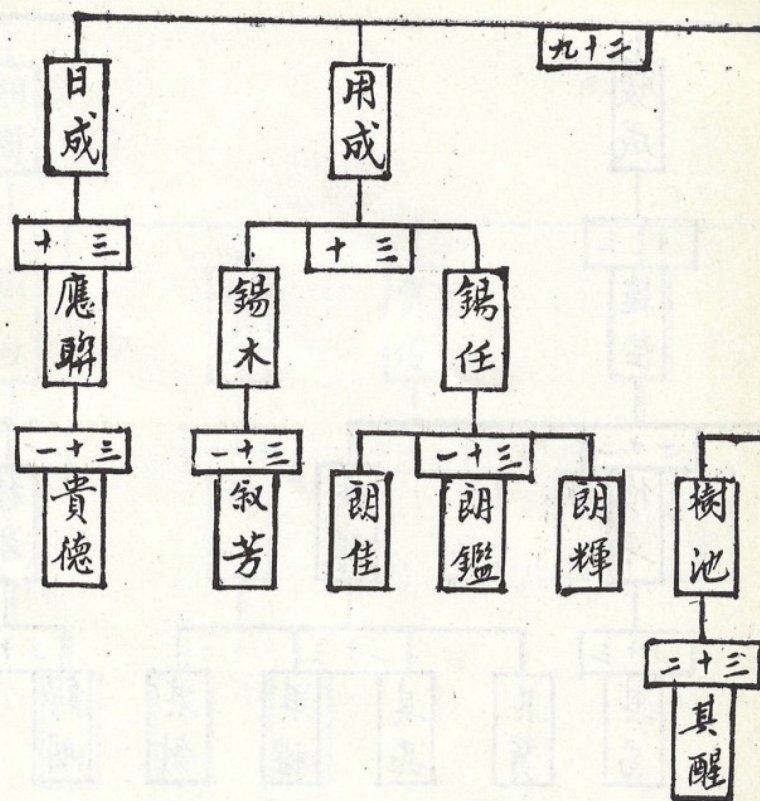 九十二
用成
日成
十三
十三
錫任
錫木
應聯
一十三
一十三
一十三
樹池
朗輝
朗鑑
朗佳
叙芳
貴德
二十三
其醒